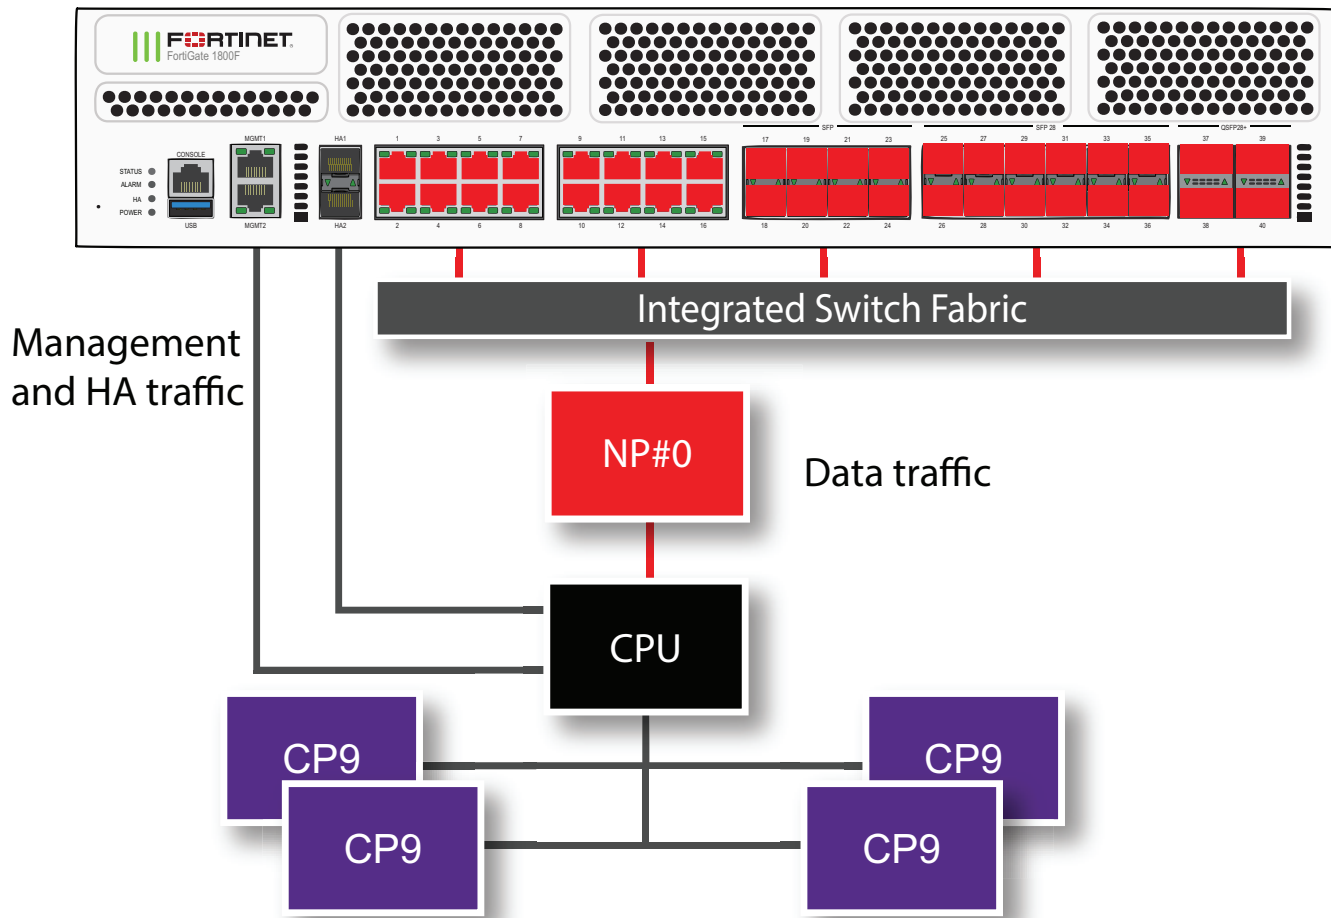 FORTINET
FortiGate 1800F
SFP SFP 28 QSFP28+
MGMT1 HA1 1 3 5 7 9 11 13 15 17 19 21 23 25 27 29 31 33 35 37 39
CONSOLE
STATUS
ALARM
HA
POWER
USB MGMT2 HA2 2 4 6 8 10 12 14 16 18 20 22 24 26 28 30 32 34 36 38 40
Integrated Switch Fabric
Management
and HA traffic
NP#0
Data traffic
CPU
CP9 CP9
CP9 CP9